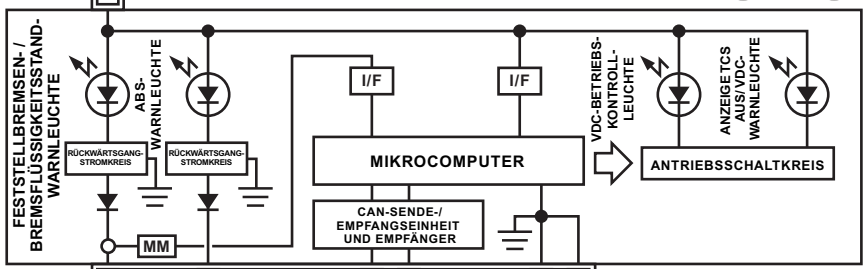 FESTSTELLBREMSEN- /
BREMSFLÜSSIGKEITSSTAND-
WARNLEUCHTE
ABS-
WARNLEUCHTE
I/F
I/F
VDC-BETRIEBS-
KONTROLL-
LEUCHTE
ANZEIGE TCS
AUS/ VDC-
WARNLEUCHTE
RÜCKWÄRTSGANG-
STROMKREIS
RÜCKWÄRTSGANG-
STROMKREIS
MIKROCOMPUTER
ANTRIEBSSCHALTKREIS
CAN-SENDE-/
EMPFANGSEINHEIT
UND EMPFÄNGER
MM